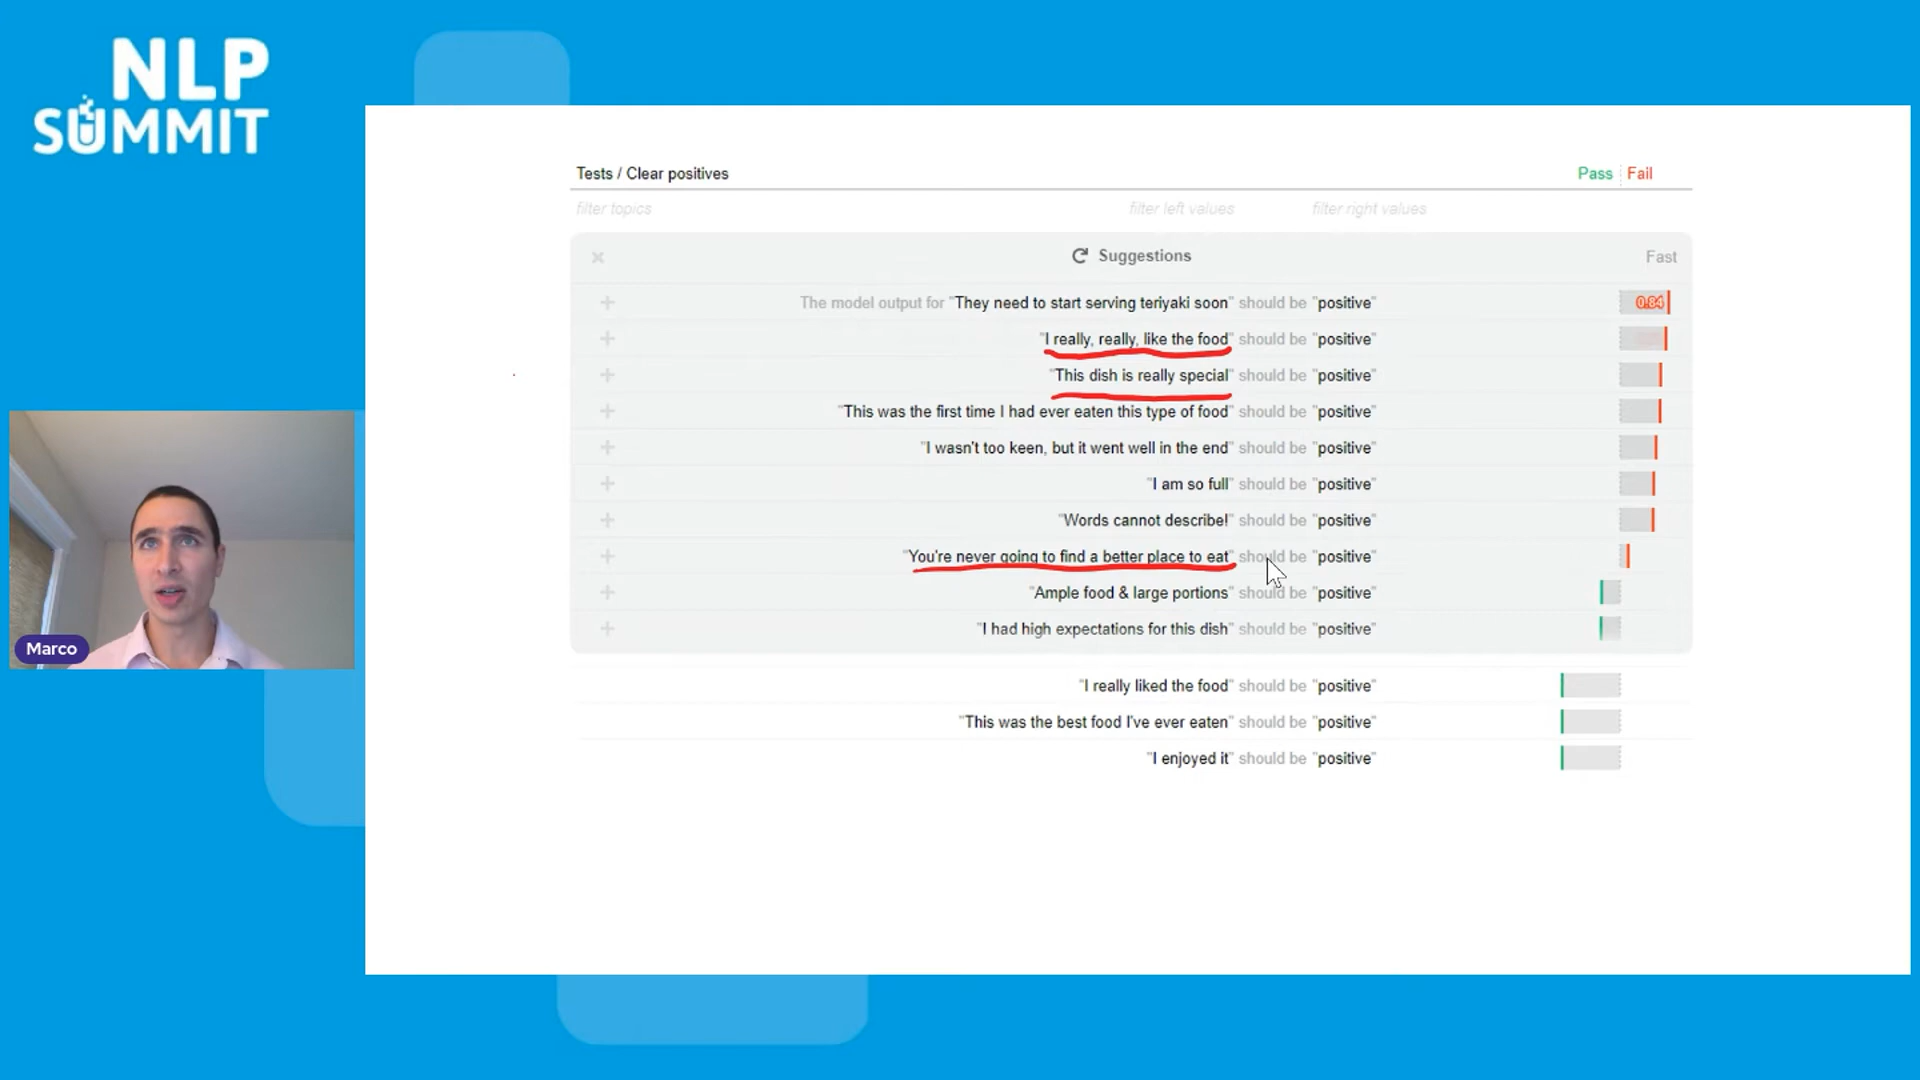 NLP
SUMMIT
Tests / Clear positives Pass Fail
filter topics filter left values filter right values
Suggestions Fast
The model output for "They need to start serving teriyaki soon" should be "positive" 0.84
"I really, really, like the food" should be "positive"
"This dish is really special" should be "positive"
"This was the first time I had ever eaten this type of food" should be "positive"
"I wasn't too keen, but it went well in the end" should be "positive"
"I am so full" should be "positive"
"Words cannot describe!" should be "positive"
"You're never going to find a better place to eat" should be "positive"
"Ample food & large portions" should be "positive"
"I had high expectations for this dish" should be "positive"
"I really liked the food" should be "positive"
"This was the best food I've ever eaten" should be "positive"
"I enjoyed it" should be "positive"
Marco